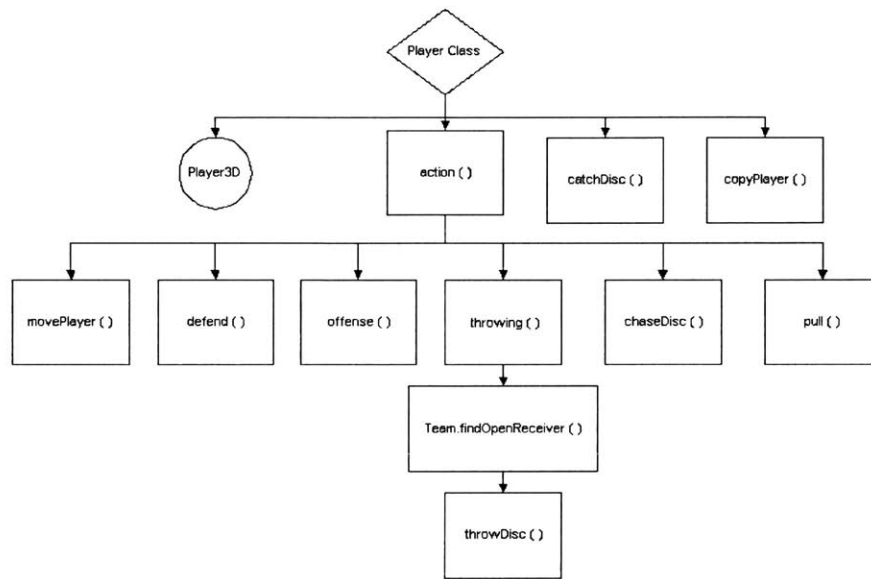 Player Class
Player3D
action ( )
catchDisc ( )
copyPlayer ( )
movePlayer ( )
defend ( )
offense ( )
throwing ( )
chaseDisc ( )
pull ( )
Team.findOpenReceiver ( )
throwDisc ( )